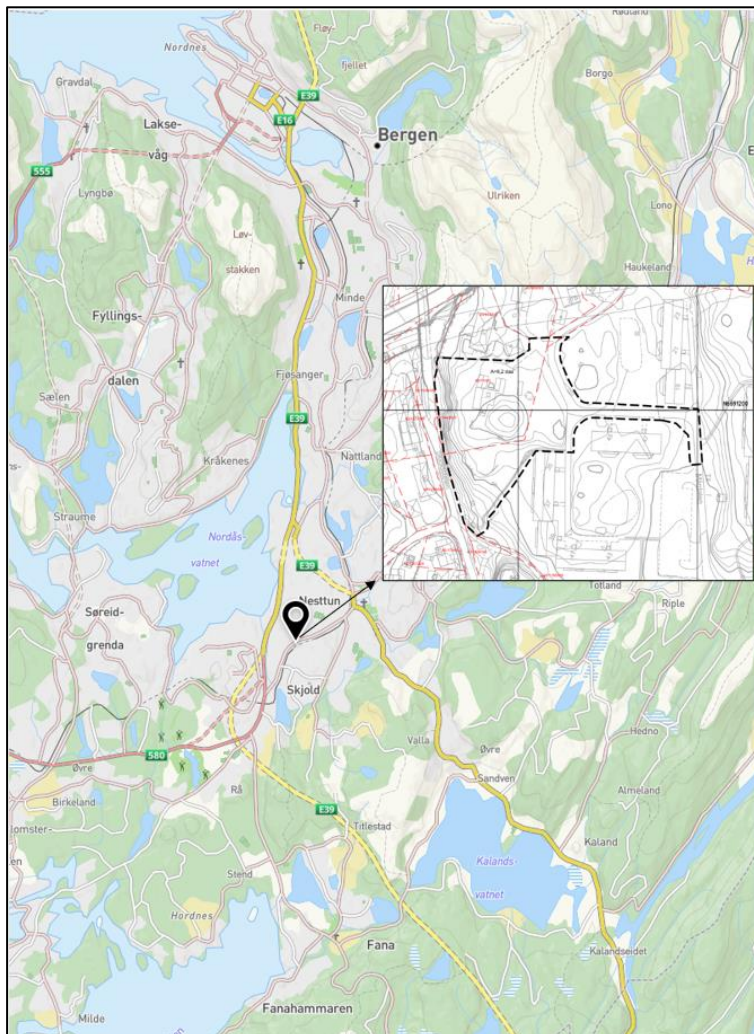 Nordnes
Fløy-
fjellet
Gravdal
E39
Borgo
E16
Lakse-
våg
Bergen
555
Lyngbø
Ulriken
Lono
Løv-
stakken
Haukeland
Minde
Fyllings-
dalen
Fjøsanger
Sælen
E39
Nattland
Kråkenes
Straume
Nordås-
vatnet
E39
Nesttun
Totland
Riple
Søreid-
grenda
Skjold
Hedno
Valla
Øvre
580
Øvre
Sandven
Rå
Almeland
Birkeland
E39
Titlestad
Kaland
lomster-
Kalands-
vatnet
Stend
Hordnes
Fana
Kalandseidet
Milde
Fanahammaren